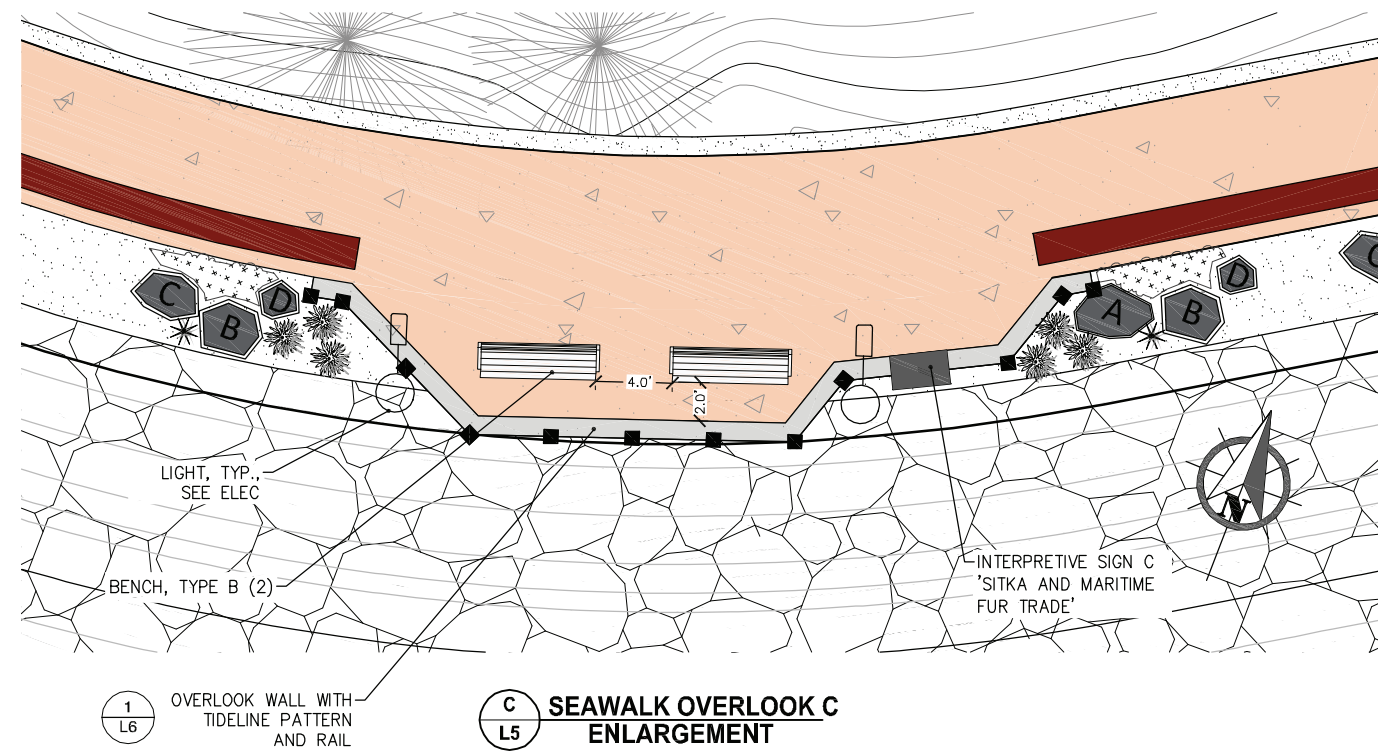 C
B
D
A
B
D
C
4.0'
2.0'
LIGHT, TYP.,
SEE ELEC
BENCH, TYPE B (2)
INTERPRETIVE SIGN C
'SITKA AND MARITIME
FUR TRADE'
N
1
L6
OVERLOOK WALL WITH
TIDELINE PATTERN
AND RAIL
C
L5
SEAWALK OVERLOOK C
ENLARGEMENT